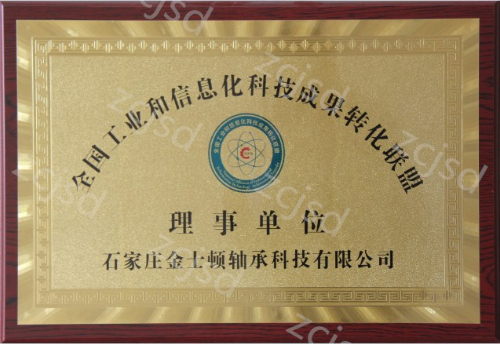 全国工业和信息化科技成果转化联盟
理事单位
石家庄金士顿轴承科技有限公司
zcjsd